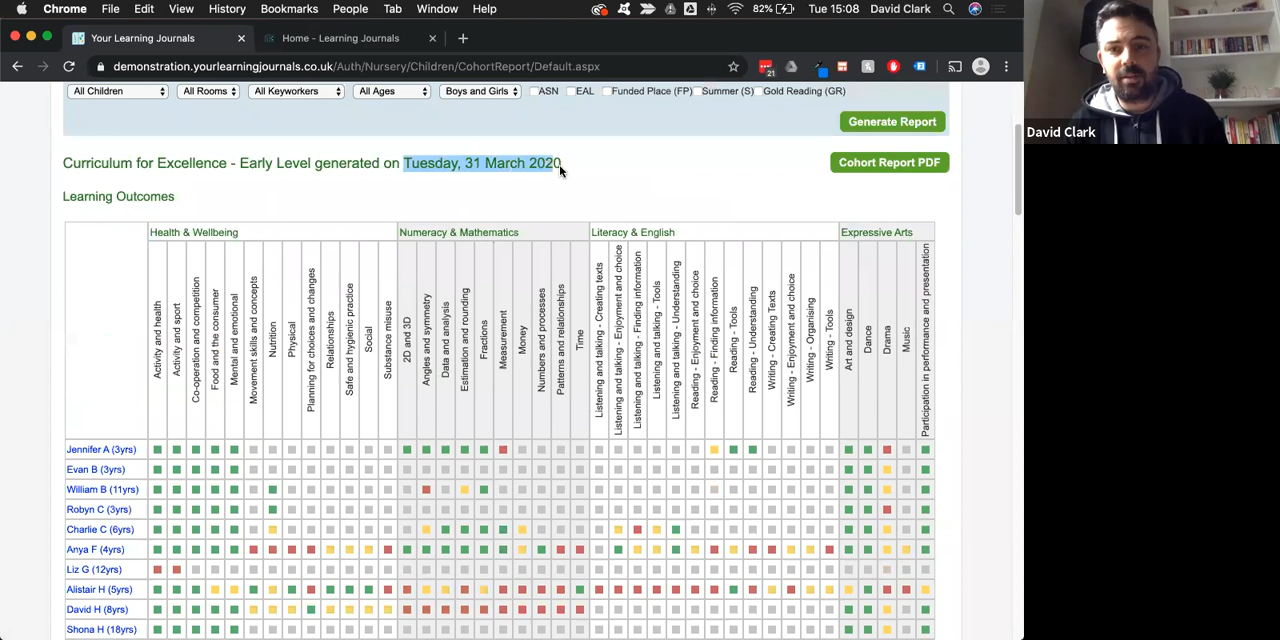 Chrome File Edit View History Bookmarks People Tab Window Help 82% Tue 15:08 David Clark
Your Learning Journals Home - Learning Journals
demonstration.yourlearningjournals.co.uk/Auth/Nursery/Children/CohortReport/Default.aspx 21
All Children All Rooms All Keyworkers All Ages Boys and Girls ASN EAL Funded Place (FP) Summer (S) Gold Reading (GR)
Generate Report
David Clark
Curriculum for Excellence - Early Level generated on Tuesday, 31 March 2020 Cohort Report PDF
Learning Outcomes
Health & Wellbeing Numeracy & Mathematics Literacy & English Expressive Arts
Activity and health
Activity and sport
Co-operation and competition
Food and the consumer
Mental and emotional
Movement skills and concepts
Nutrition
Physical
Planning for choices and changes
Relationships
Safe and hygienic practice
Social
Substance misuse
2D and 3D
Angles and symmetry
Data and analysis
Estimation and rounding
Fractions
Measurement
Money
Numbers and processes
Patterns and relationships
Time
Listening and talking - Creating texts
Listening and talking - Enjoyment and choice
Listening and talking - Finding information
Listening and talking - Tools
Listening and talking - Understanding
Reading - Enjoyment and choice
Reading - Finding information
Reading - Tools
Reading - Understanding
Writing - Creating Texts
Writing - Enjoyment and choice
Writing - Organising
Writing - Tools
Art and design
Dance
Drama
Music
Participation in performance and presentation
Jennifer A (3yrs)
Evan B (3yrs)
William B (11yrs)
Robyn C (3yrs)
Charlie C (6yrs)
Anya F (4yrs)
Liz G (12yrs)
Alistair H (5yrs)
David H (8yrs)
Shona H (18yrs)